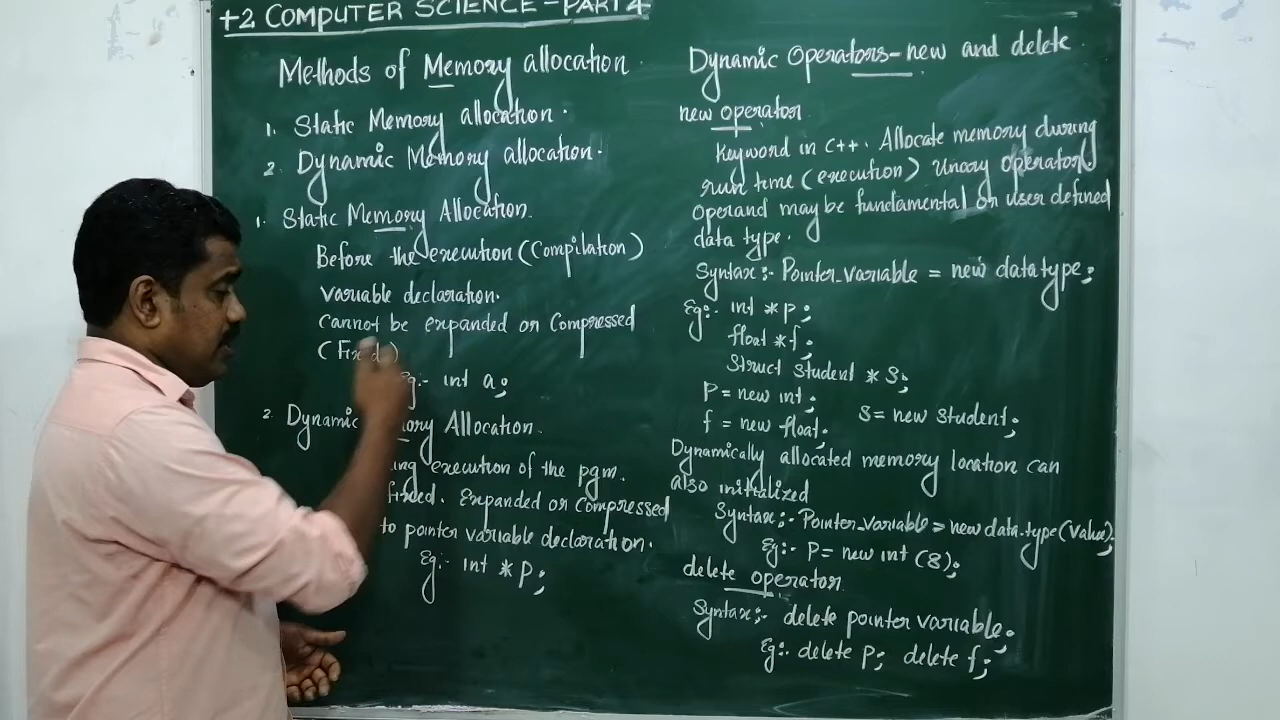 +2 COMPUTER SCIENCE - PART 4
Methods of Memory allocation.
1. Static Memory allocation.
2. Dynamic Memory allocation.
1. Static Memory Allocation.
Before the execution (Compilation)
variable declaration.
Cannot be expanded or Compressed
(Fixed)
Eg:- int a;
2. Dynamic Allocation.
execution of the pgm.
fixed. Expanded or Compressed
to pointer variable declaration.
Eg:- int *p;
Dynamic Operators - new and delete.
new operator
Keyword in C++. Allocate memory during
run time (execution) Unary operator.
Operand may be fundamental or user defined
data type.
Syntax:- Pointer_variable = new datatype;
Eg:- int *p;
float *f;
Struct student *s;
P = new int;
f = new float;
s = new student;
Dynamically allocated memory location can
also initialized
Syntax:- Pointer_variable = new data-type (value);
Eg:- P = new int (8);
delete operator
Syntax:- delete pointer variable.
Eg:- delete p; delete f;